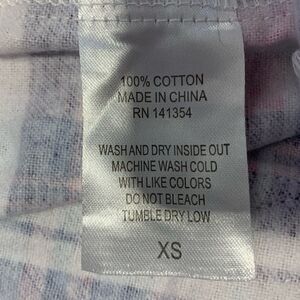 100% COTTON
MADE IN CHINA
RN 141354
WASH AND DRY INSIDE OUT
MACHINE WASH COLD
WITH LIKE COLORS
DO NOT BLEACH
TUMBLE DRY LOW
XS